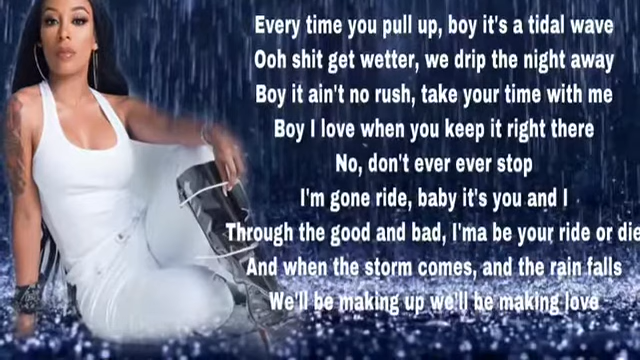 Every time you pull up, boy it's a tidal wave
Ooh shit get wetter, we drip the night away
Boy it ain't no rush, take your time with me
Boy I love when you keep it right there
No, don't ever ever stop
I'm gone ride, baby it's you and I
Through the good and bad, I'ma be your ride or die
And when the storm comes, and the rain falls
We'll be making up we'll be making love